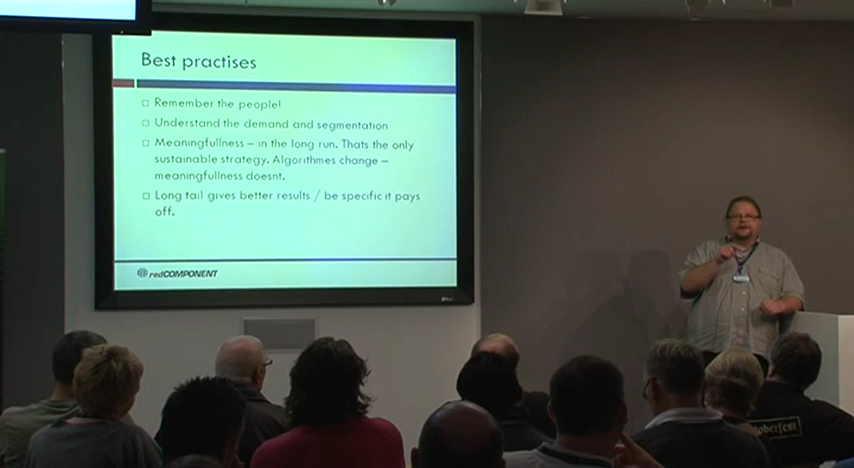 Best practises
Remember the people!
Understand the demand and segmentation
Meaningfullness – in the long run. Thats the only
sustainable strategy. Algorithmes change –
meaningfullness doesnt.
Long tail gives better results / be specific it pays
off.
redCOMPONENT
toberfest